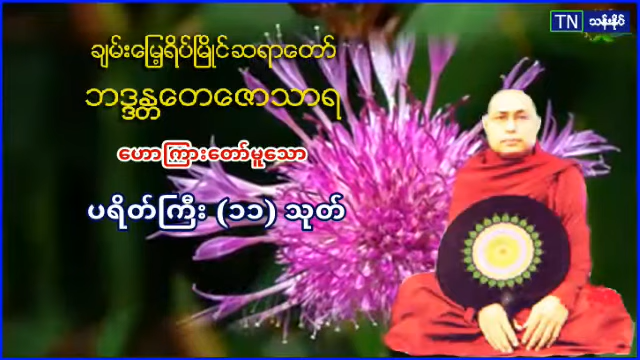 TN သန်းနိုင်
ချမ်းမြေ့ရိပ်မြိုင်ဆရာတော်
ဘဒ္ဒန္တတေဇောသာရ
ဟောကြားတော်မူသော
ပရိတ်ကြီး (၁၁) သုတ်